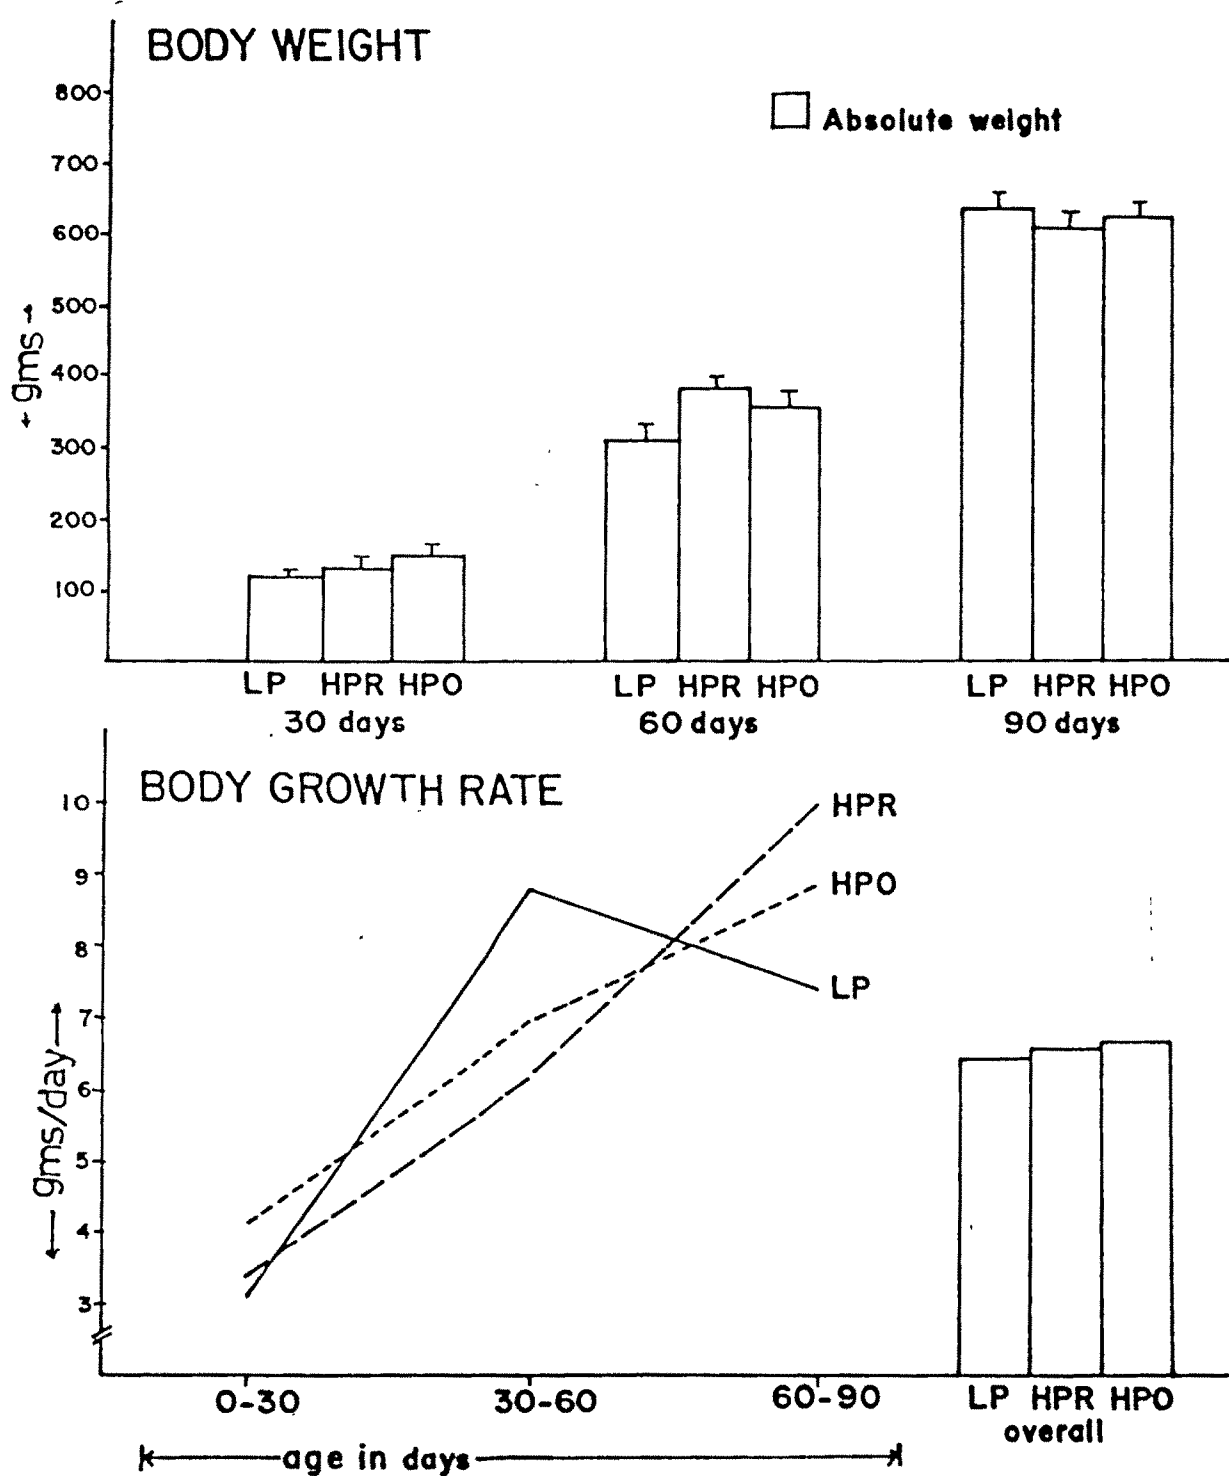 BODY WEIGHT
800
Absolute weight
700
600
500
gms
400
300
200
100
LP HPR HPO LP HPR HPO LP HPR HPO
30 days 60 days 90 days
BODY GROWTH RATE
10
HPR
9
HPO
8
LP
7
gms/day
6
5
4
3
0-30 30-60 60-90 LP HPR HPO
overall
age in days